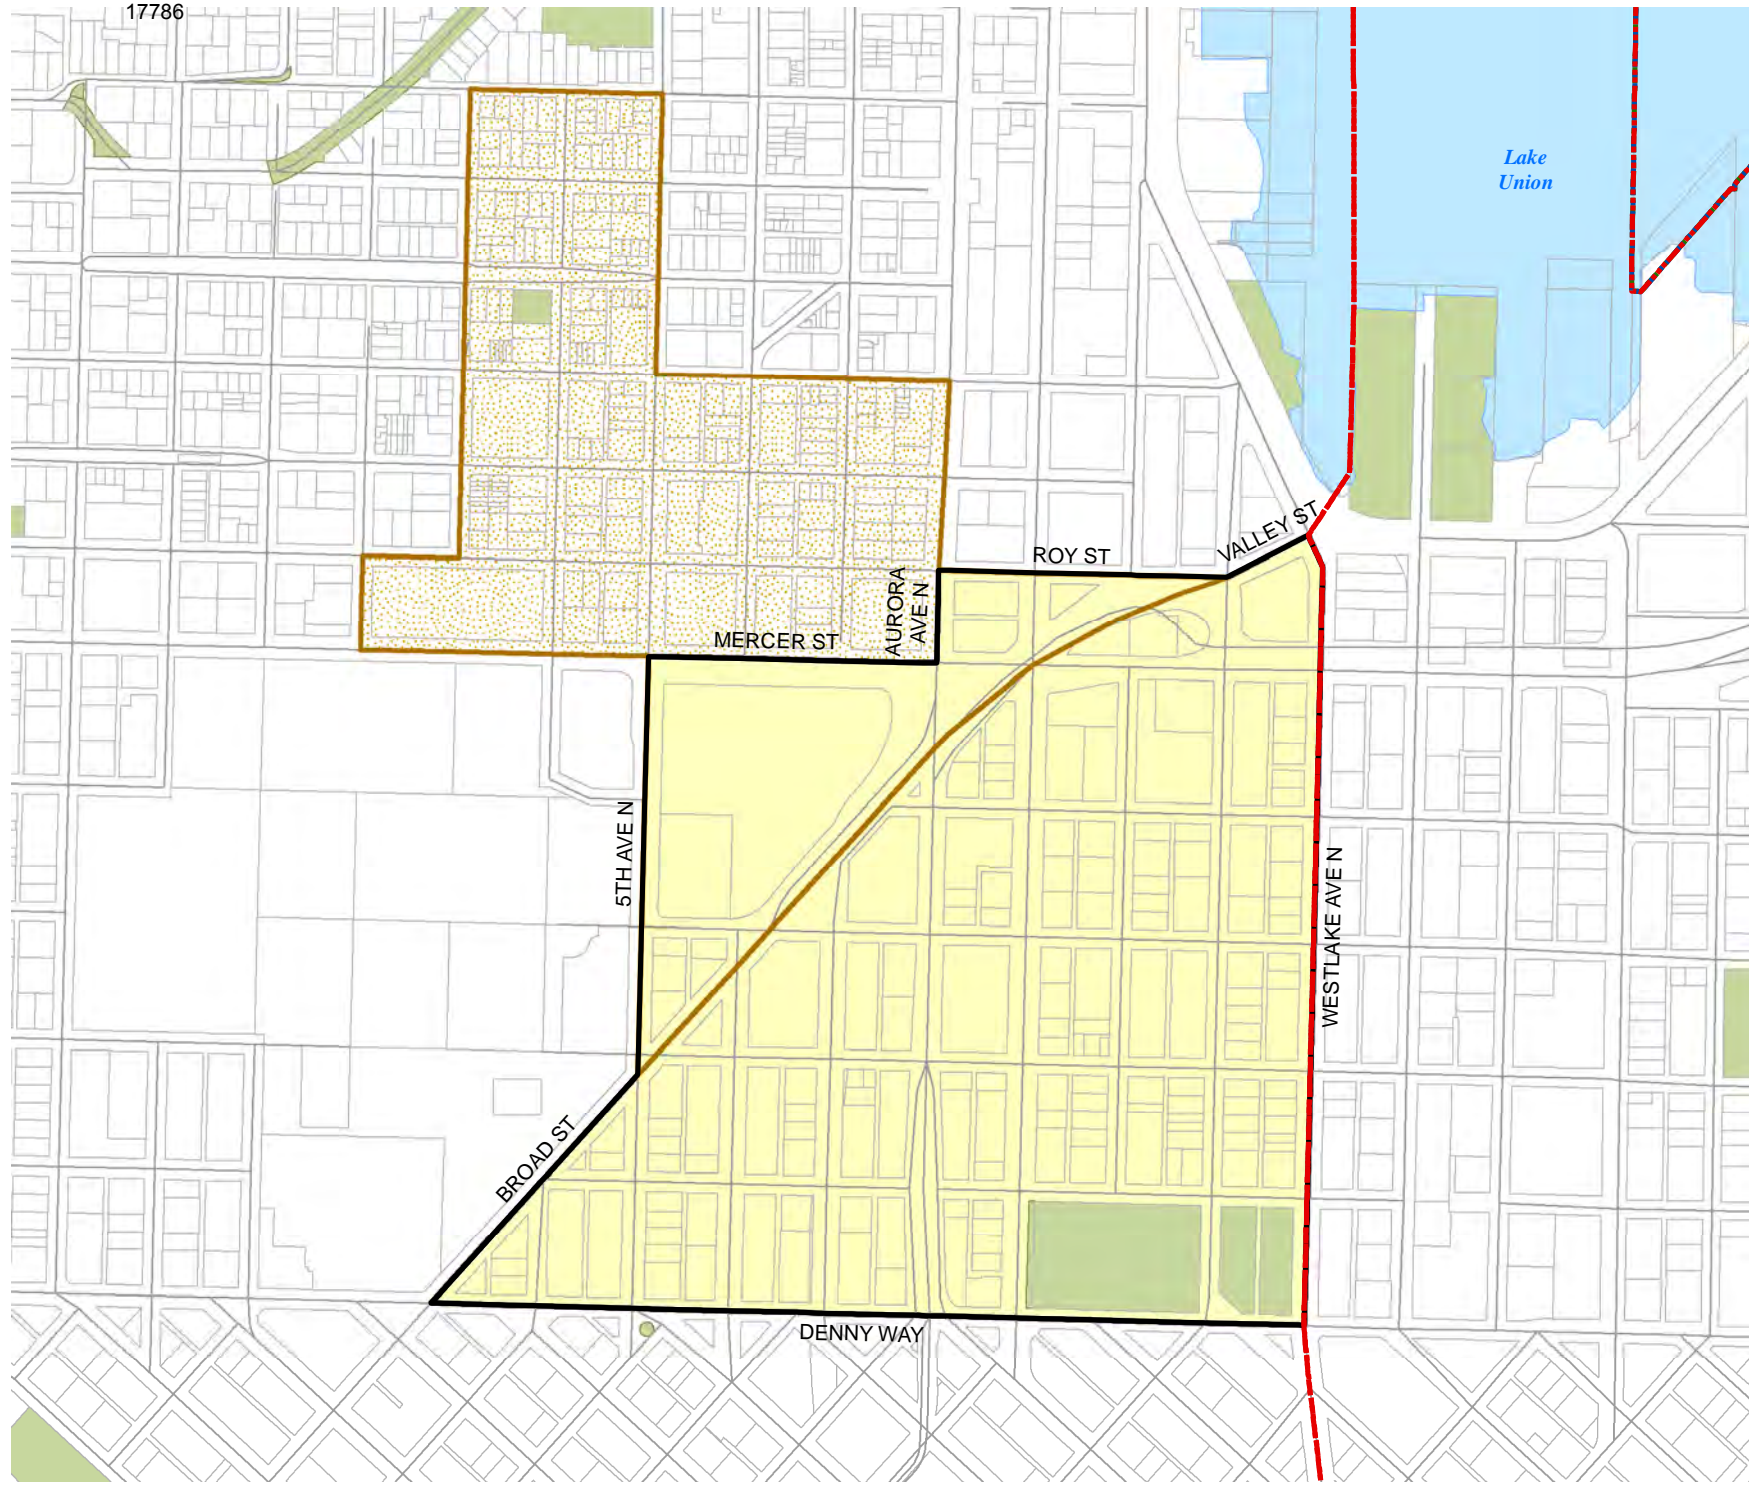 17786
Lake
Union
VALLEY ST
ROY ST
AURORA
AVE N
MERCER ST
5TH AVE N
WESTLAKE AVE N
BROAD ST
DENNY WAY